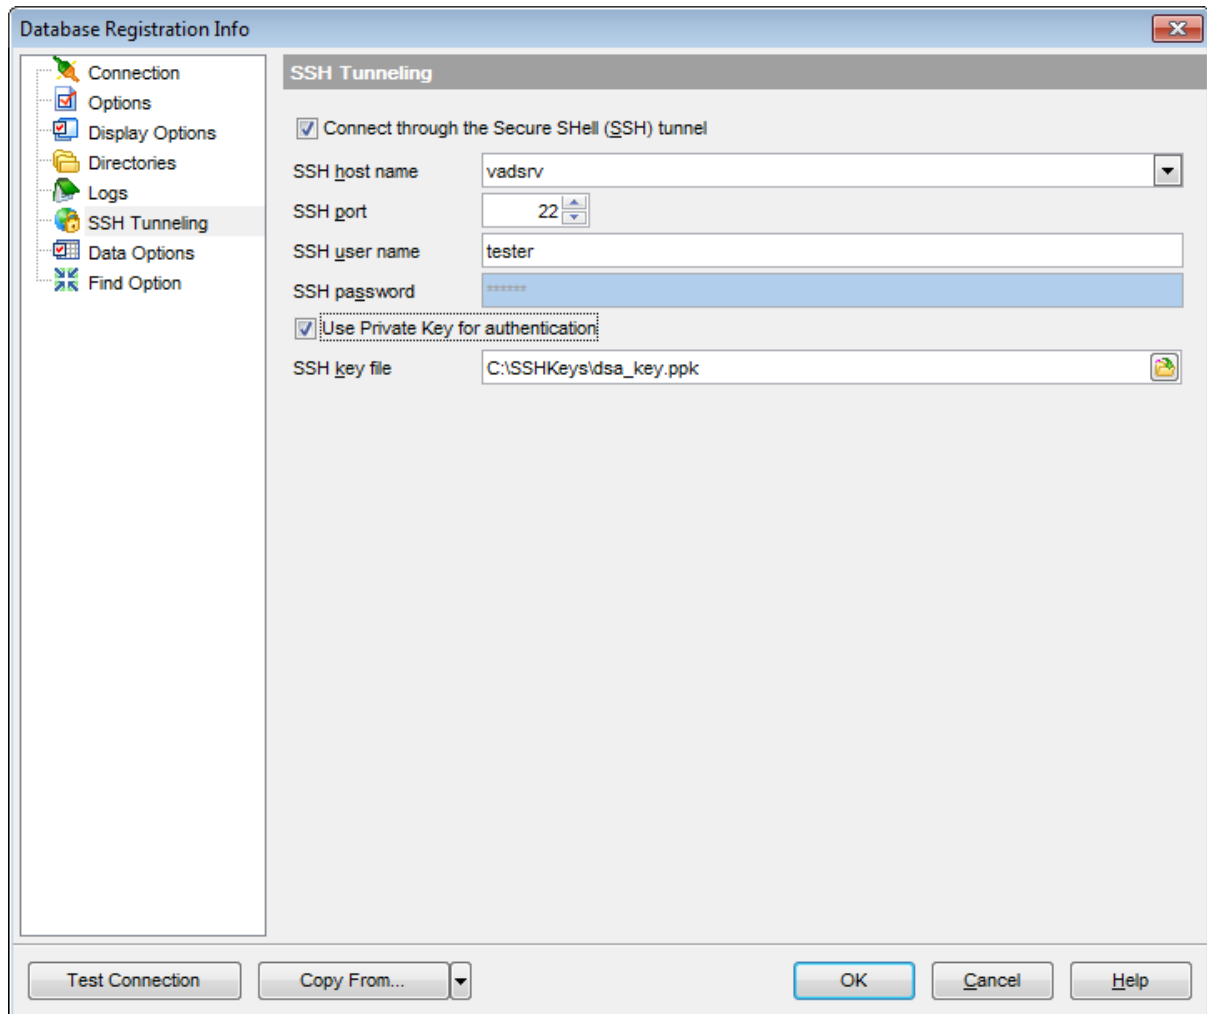 Database Registration Info
Connection
Options
Display Options
Directories
Logs
SSH Tunneling
Data Options
Find Option
SSH Tunneling
Connect through the Secure SHell (SSH) tunnel
SSH host name vadsrv
SSH port 22
SSH user name tester
SSH password ******
Use Private Key for authentication
SSH key file C:\SSHKeys\dsa_key.ppk
Test Connection Copy From... OK Cancel Help